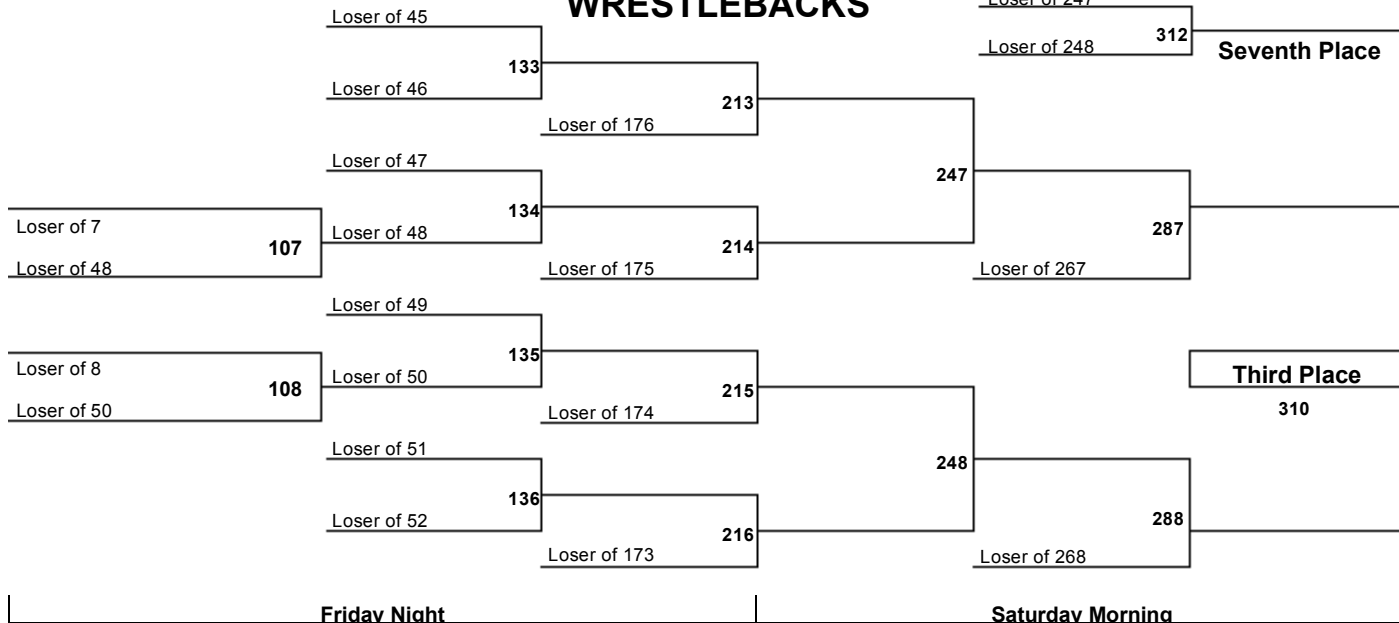 WRESTLEBACKS
Loser of 247
Loser of 45
312
Loser of 248
Seventh Place
133
Loser of 46
213
Loser of 176
Loser of 47
247
134
Loser of 7
Loser of 48
287
107
214
Loser of 48
Loser of 175
Loser of 267
Loser of 49
135
Loser of 8
Loser of 50
Third Place
108
215
Loser of 50
Loser of 174
310
Loser of 51
248
136
Loser of 52
288
216
Loser of 173
Loser of 268
Friday Night
Saturday Morning